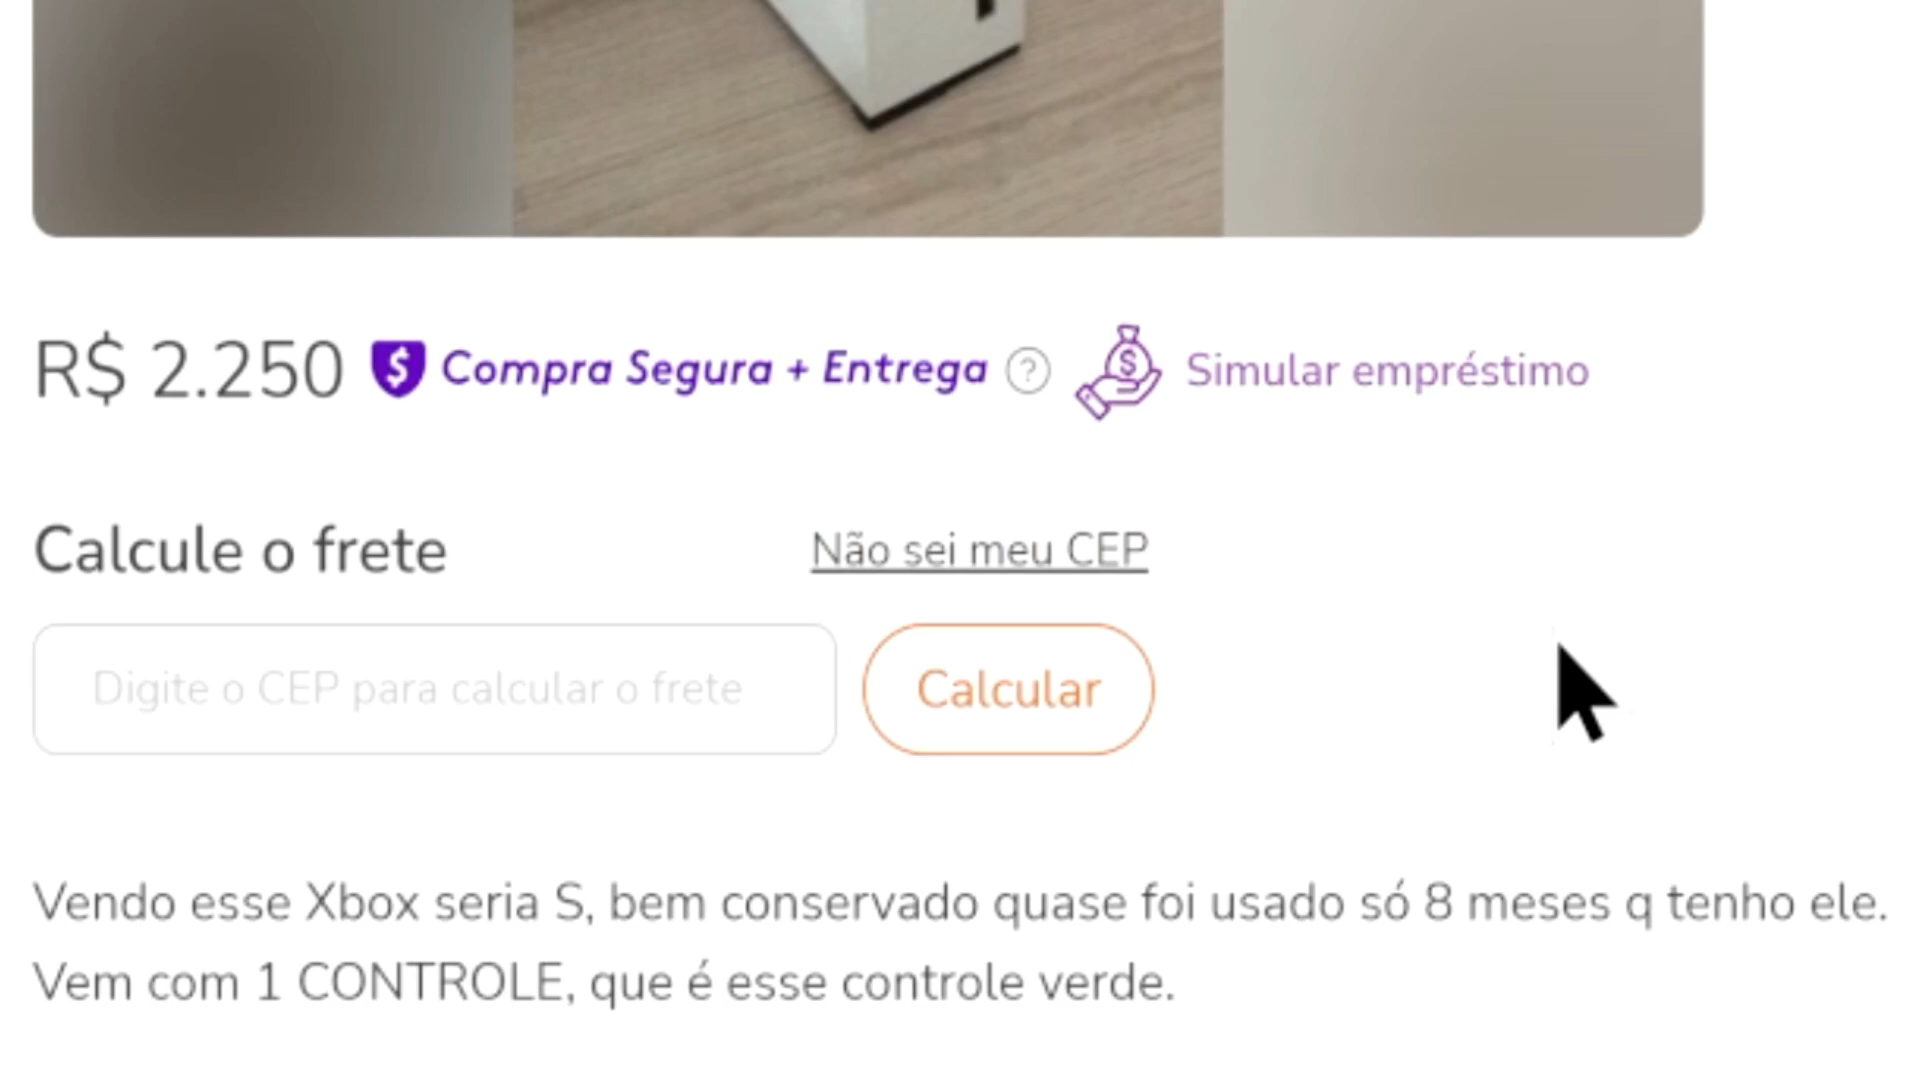 R$ 2.250 Compra Segura + Entrega ? Simular empréstimo
Calcule o frete Não sei meu CEP
Digite o CEP para calcular o frete Calcular
Vendo esse Xbox seria S, bem conservado quase foi usado só 8 meses q tenho ele.
Vem com 1 CONTROLE, que é esse controle verde.